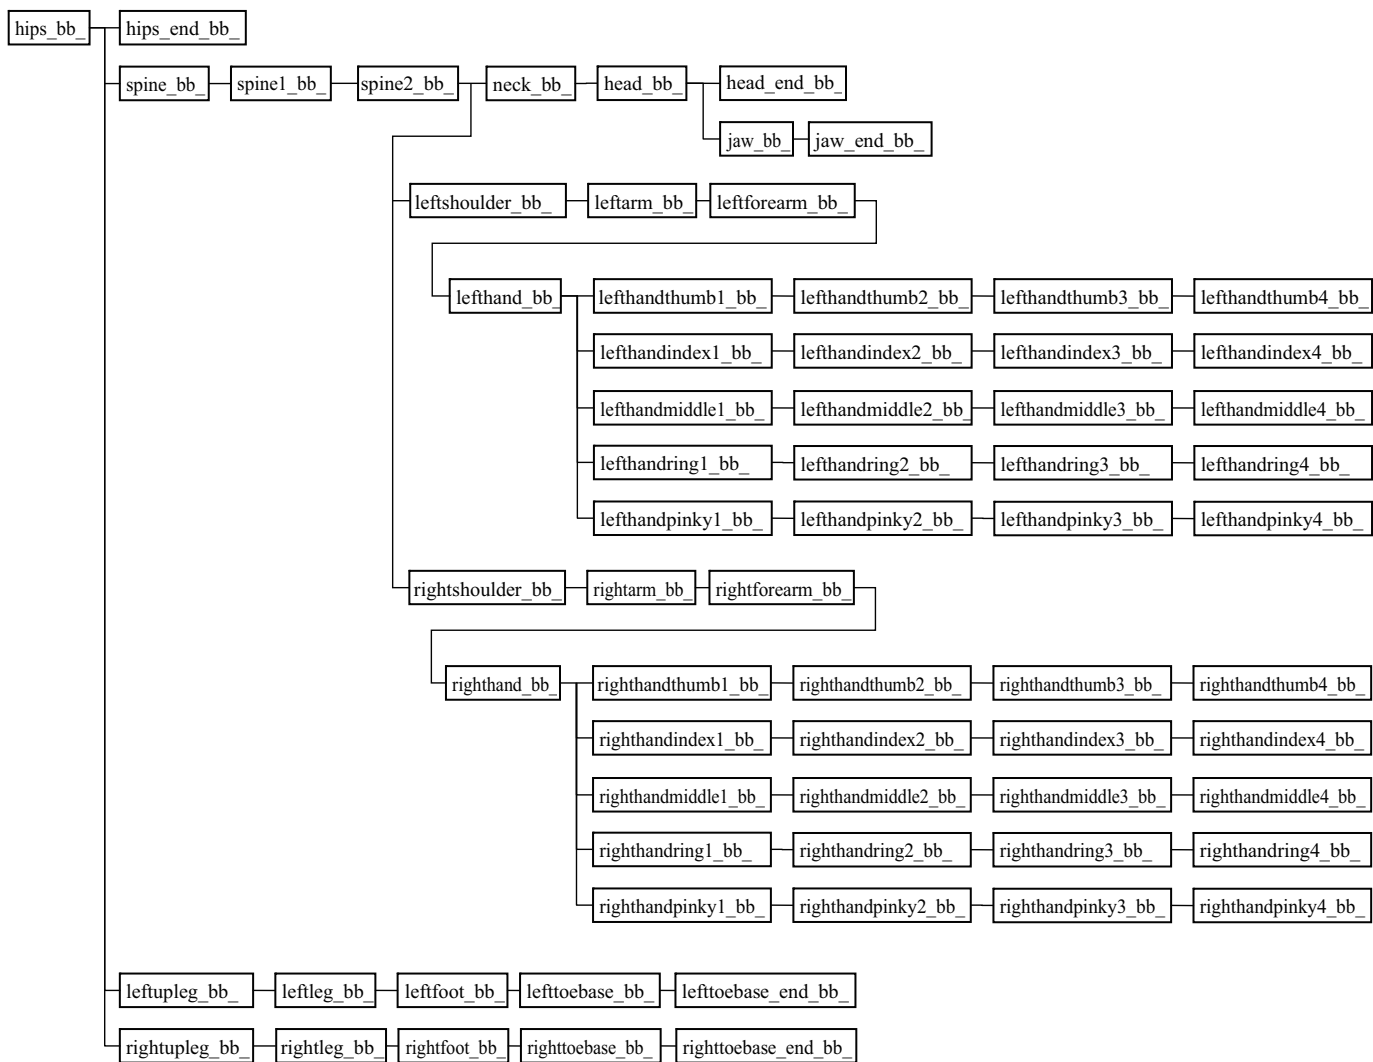 hips_bb_ hips_end_bb_
spine_bb_ spine1_bb_ spine2_bb_ neck_bb_ head_bb_ head_end_bb_
jaw_bb_ jaw_end_bb_
leftshoulder_bb_ leftarm_bb_ leftforearm_bb_
lefthand_bb_ lefthandthumb1_bb_ lefthandthumb2_bb_ lefthandthumb3_bb_ lefthandthumb4_bb_
lefthandindex1_bb_ lefthandindex2_bb_ lefthandindex3_bb_ lefthandindex4_bb_
lefthandmiddle1_bb_ lefthandmiddle2_bb_ lefthandmiddle3_bb_ lefthandmiddle4_bb_
lefthandring1_bb_ lefthandring2_bb_ lefthandring3_bb_ lefthandring4_bb_
lefthandpinky1_bb_ lefthandpinky2_bb_ lefthandpinky3_bb_ lefthandpinky4_bb_
rightshoulder_bb_ rightarm_bb_ rightforearm_bb_
righthand_bb_ righthandthumb1_bb_ righthandthumb2_bb_ righthandthumb3_bb_ righthandthumb4_bb_
righthandindex1_bb_ righthandindex2_bb_ righthandindex3_bb_ righthandindex4_bb_
righthandmiddle1_bb_ righthandmiddle2_bb_ righthandmiddle3_bb_ righthandmiddle4_bb_
righthandring1_bb_ righthandring2_bb_ righthandring3_bb_ righthandring4_bb_
righthandpinky1_bb_ righthandpinky2_bb_ righthandpinky3_bb_ righthandpinky4_bb_
leftupleg_bb_ leftleg_bb_ leftfoot_bb_ lefttoebase_bb_ lefttoebase_end_bb_
rightupleg_bb_ rightleg_bb_ rightfoot_bb_ righttoebase_bb_ righttoebase_end_bb_